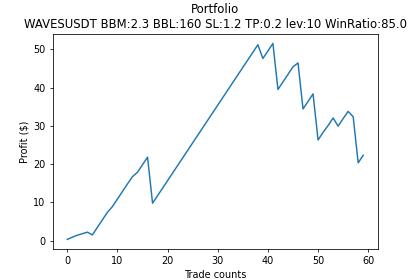 Portfolio
WAVESUSDT BBM:2.3 BBL:160 SL:1.2 TP:0.2 lev:10 WinRatio:85.0
Profit ($)
50
40
30
20
10
0
0 10 20 30 40 50 60
Trade counts